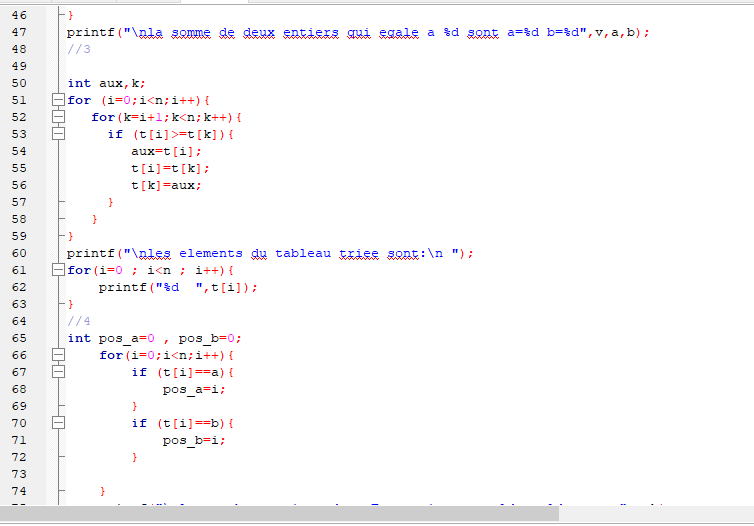 46 }
47 printf("\nla somme de deux entiers qui egale a %d sont a=%d b=%d",v,a,b);
48 //3
49
50 int aux,k;
51 for (i=0;i<n;i++){
52 for(k=i+1;k<n;k++){
53 if (t[i]>=t[k]){
54 aux=t[i];
55 t[i]=t[k];
56 t[k]=aux;
57 }
58 }
59 }
60 printf("\nles elements du tableau triee sont:\n ");
61 for(i=0 ; i<n ; i++){
62 printf("%d  ",t[i]);
63 }
64 //4
65 int pos_a=0 , pos_b=0;
66 for(i=0;i<n;i++){
67 if (t[i]==a){
68 pos_a=i;
69 }
70 if (t[i]==b){
71 pos_b=i;
72 }
73
74 }